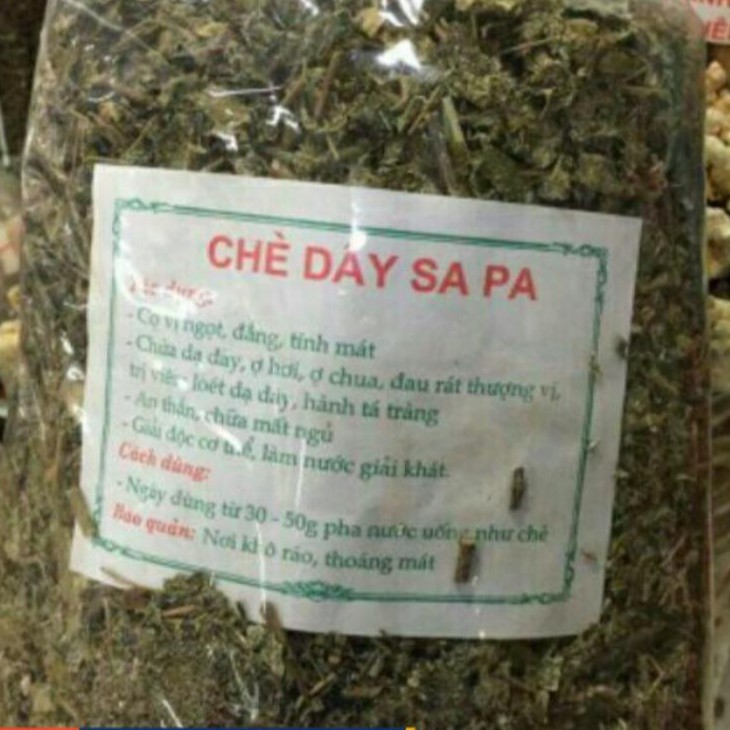 CHÈ DÂY SA PA
Tác dụng:
- Có vị ngọt, đắng, tính mát
- Chữa dạ dày, ợ hơi, ợ chua, đau rát thượng vị,
trị viêm loét dạ dày, hành tá tràng
- An thần, chữa mất ngủ
- Giải độc cơ thể, làm nước giải khát.
Cách dùng:
- Ngày dùng từ 30 - 50g pha nước uống như chè
Bảo quản: Nơi khô ráo, thoáng mát